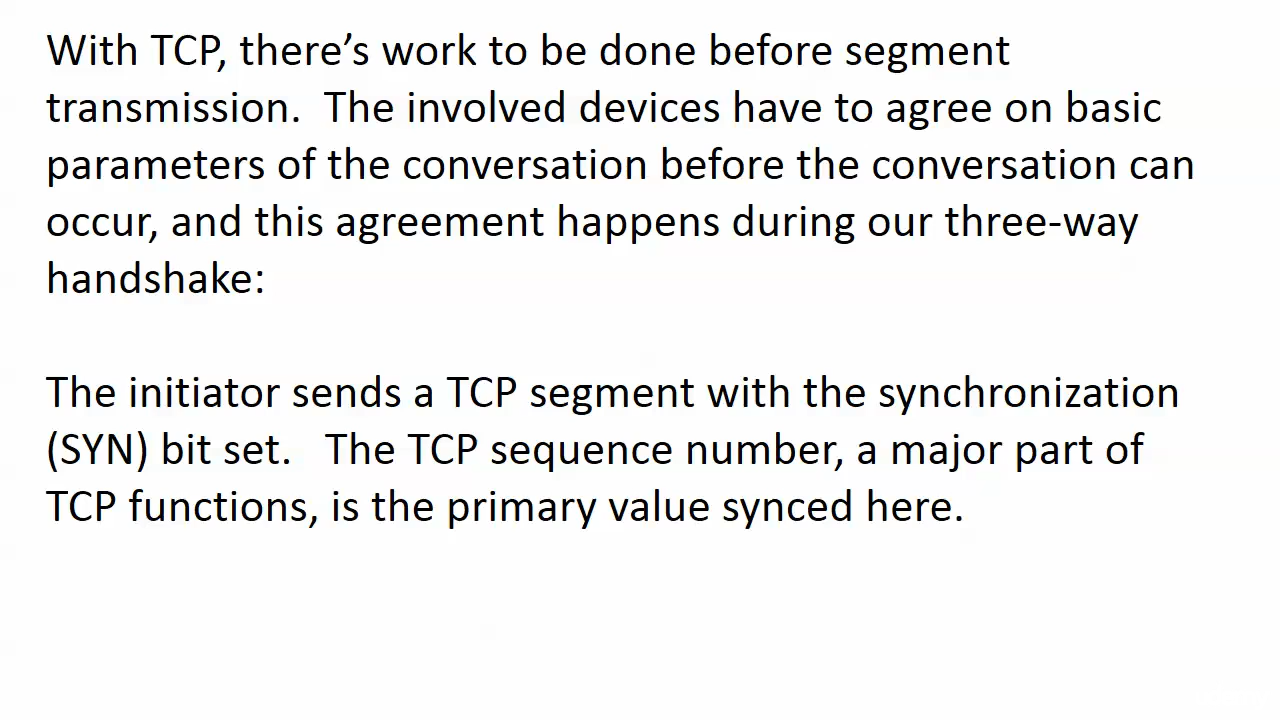 With TCP, there’s work to be done before segment
transmission.  The involved devices have to agree on basic
parameters of the conversation before the conversation can
occur, and this agreement happens during our three-way
handshake:
The initiator sends a TCP segment with the synchronization
(SYN) bit set.   The TCP sequence number, a major part of
TCP functions, is the primary value synced here.